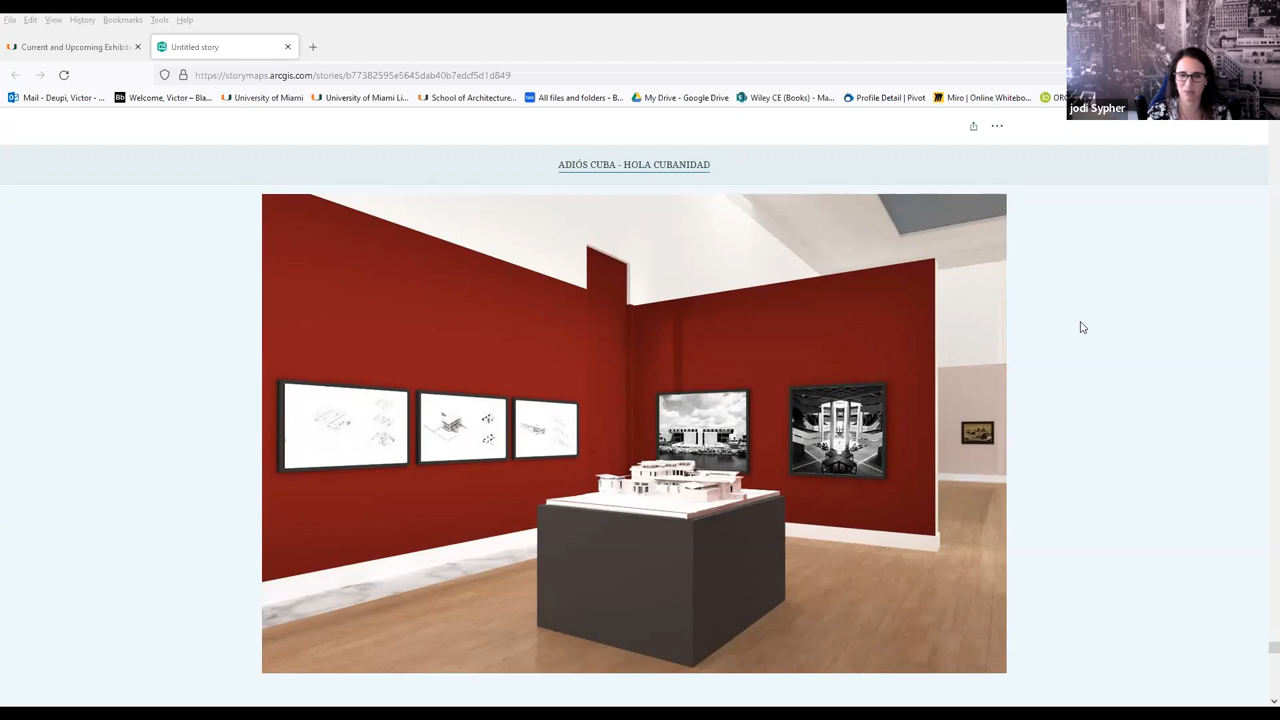 File Edit View History Bookmarks Tools Help
Current and Upcoming Exhibiti
Untitled story
https://storymaps.arcgis.com/stories/b773b2595e5645dab40b7edcf5d1d849
Mail - Deupi, Victor - ... Welcome, Victor – Bla... University of Miami University of Miami Li... School of Architecture... All files and folders - B... My Drive - Google Drive Wiley CE (Books) - Ma... Profile Detail | Pivot Miro | Online Whitebo...
jodi Sypher
ADIÓS CUBA - HOLA CUBANIDAD